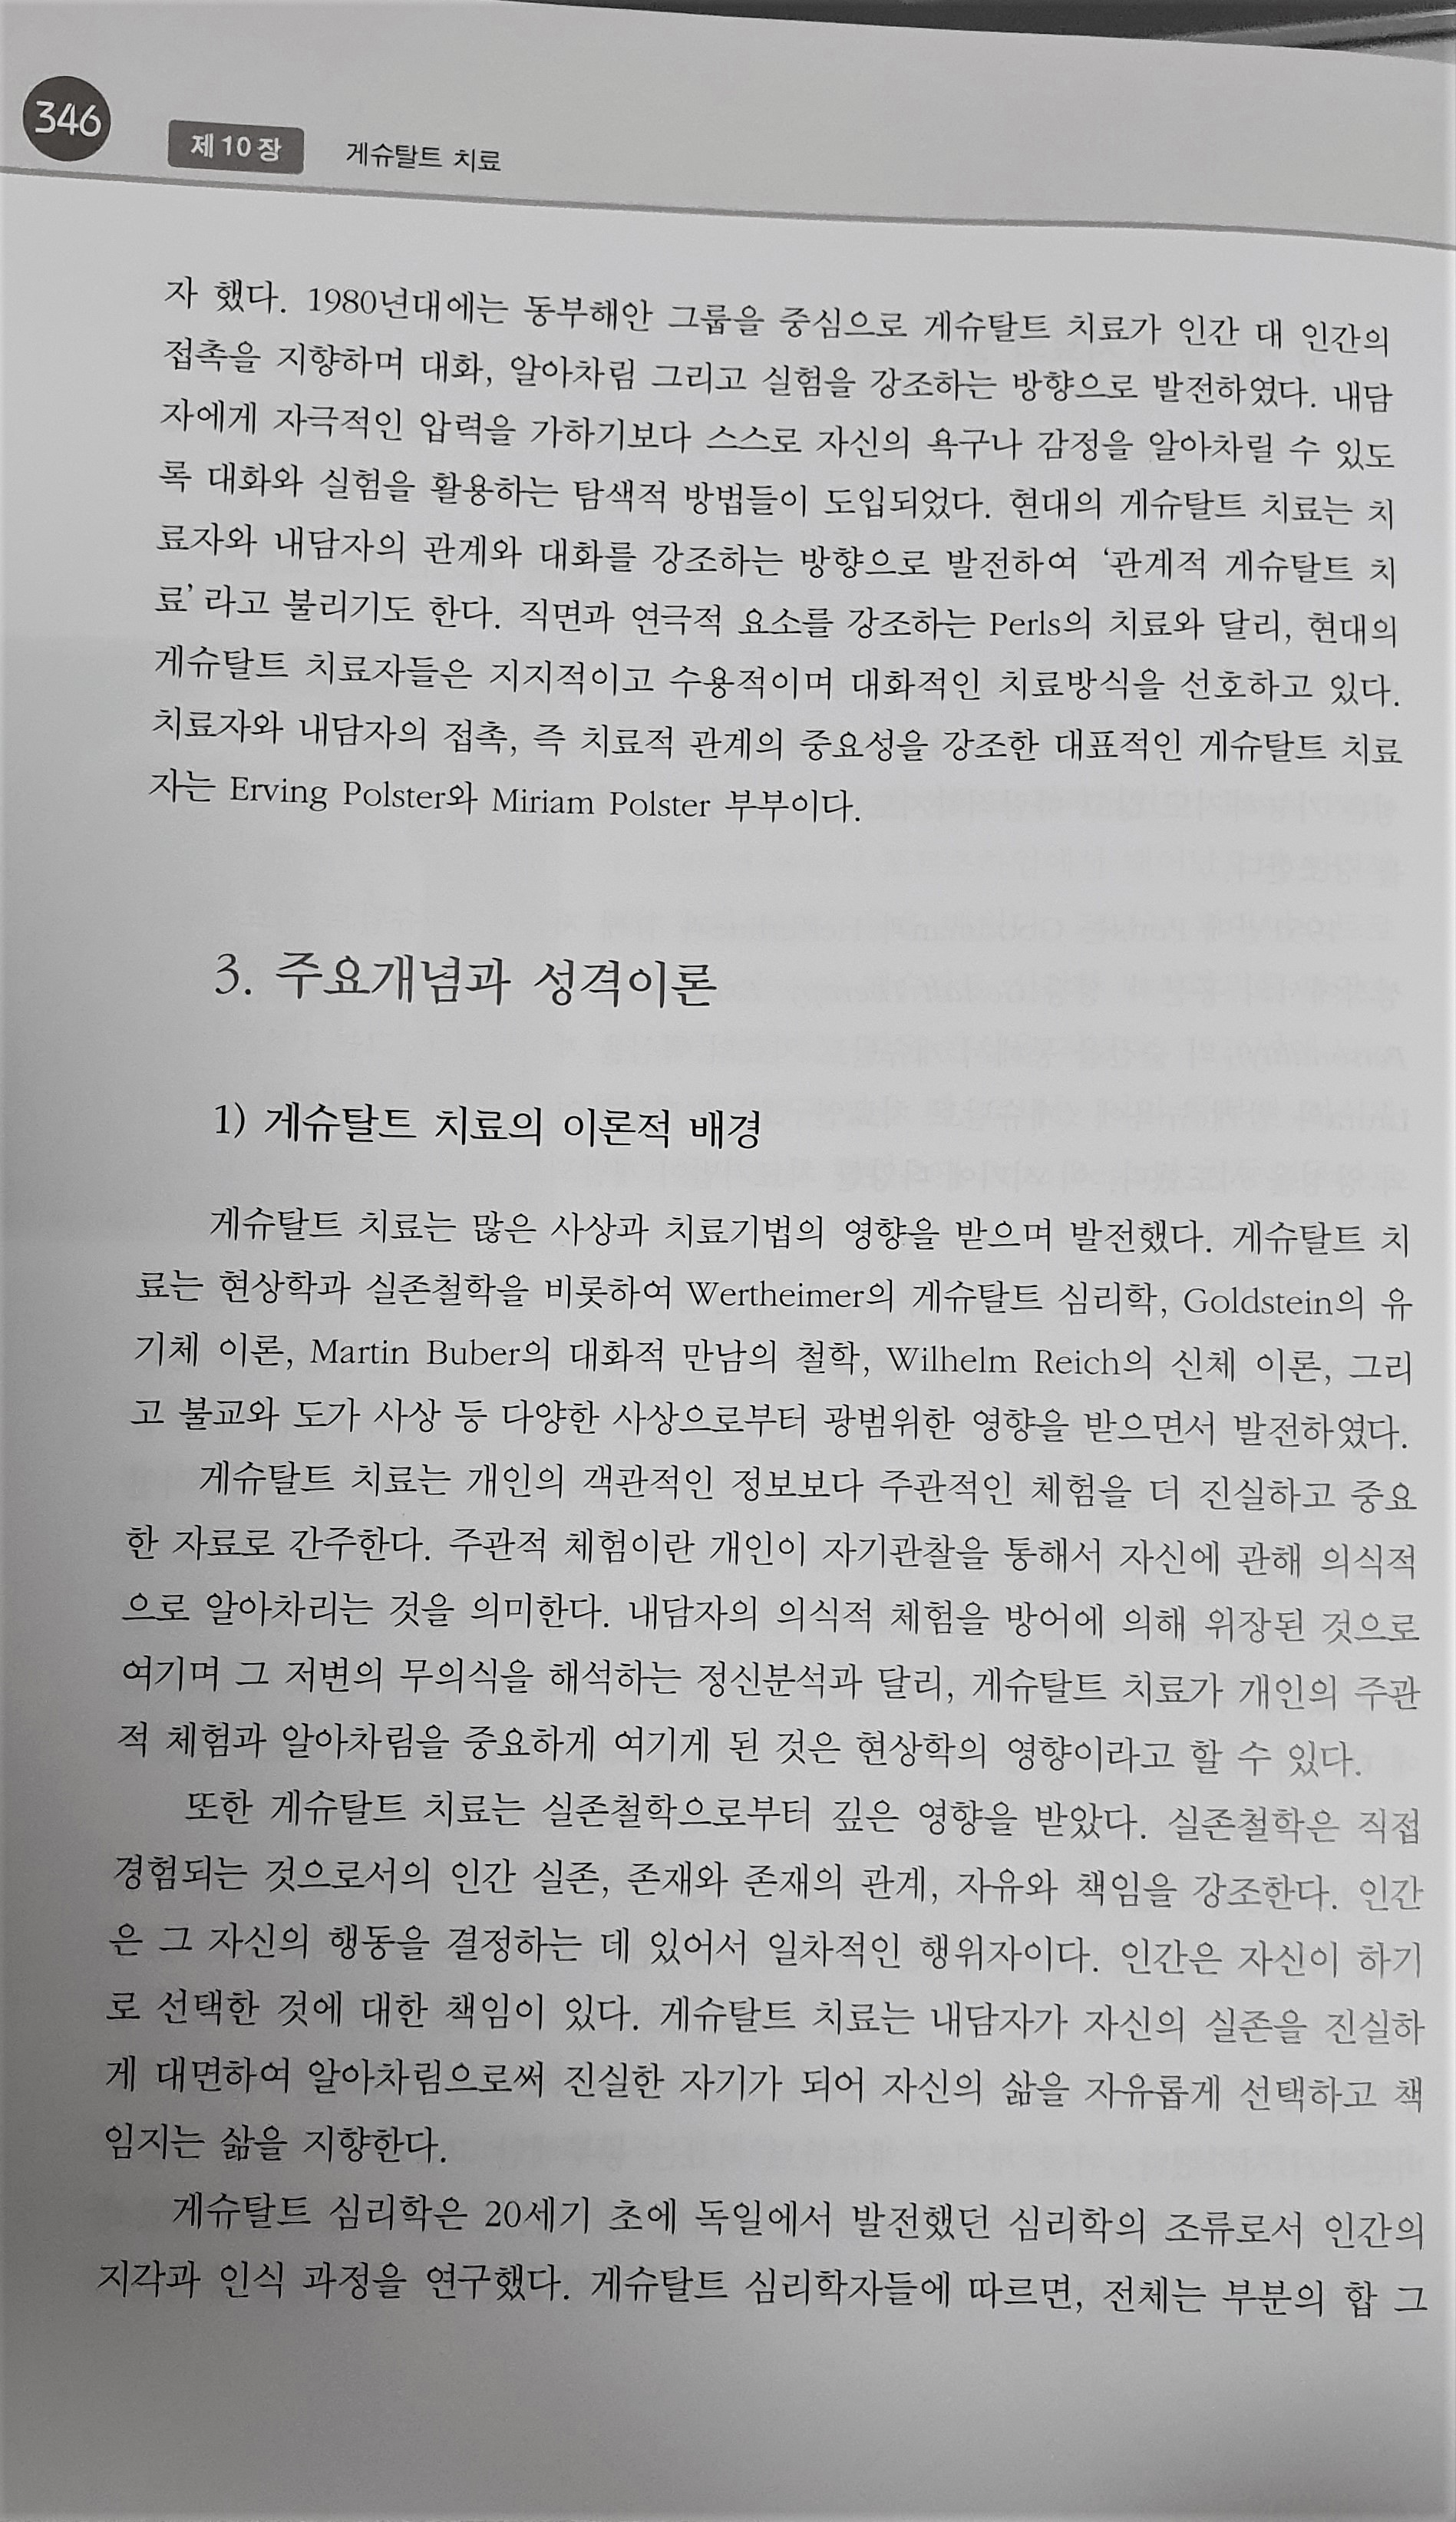 346
제10장 게슈탈트 치료
자 했다. 1980년대에는 동부해안 그룹을 중심으로 게슈탈트 치료가 인간 대 인간의
접촉을 지향하며 대화, 알아차림 그리고 실험을 강조하는 방향으로 발전하였다. 내담
자에게 자극적인 압력을 가하기보다 스스로 자신의 욕구나 감정을 알아차릴 수 있도
록 대화와 실험을 활용하는 탐색적 방법들이 도입되었다. 현대의 게슈탈트 치료는 치
료자와 내담자의 관계와 대화를 강조하는 방향으로 발전하여 ‘관계적 게슈탈트 치
료’라고 불리기도 한다. 직면과 연극적 요소를 강조하는 Perls의 치료와 달리, 현대의
게슈탈트 치료자들은 지지적이고 수용적이며 대화적인 치료방식을 선호하고 있다.
치료자와 내담자의 접촉, 즉 치료적 관계의 중요성을 강조한 대표적인 게슈탈트 치료
자는 Erving Polster와 Miriam Polster 부부이다.
3. 주요개념과 성격이론
1) 게슈탈트 치료의 이론적 배경
게슈탈트 치료는 많은 사상과 치료기법의 영향을 받으며 발전했다. 게슈탈트 치
료는 현상학과 실존철학을 비롯하여 Wertheimer의 게슈탈트 심리학, Goldstein의 유
기체 이론, Martin Buber의 대화적 만남의 철학, Wilhelm Reich의 신체 이론, 그리
고 불교와 도가 사상 등 다양한 사상으로부터 광범위한 영향을 받으면서 발전하였다.
게슈탈트 치료는 개인의 객관적인 정보보다 주관적인 체험을 더 진실하고 중요
한 자료로 간주한다. 주관적 체험이란 개인이 자기관찰을 통해서 자신에 관해 의식적
으로 알아차리는 것을 의미한다. 내담자의 의식적 체험을 방어에 의해 위장된 것으로
여기며 그 저변의 무의식을 해석하는 정신분석과 달리, 게슈탈트 치료가 개인의 주관
적 체험과 알아차림을 중요하게 여기게 된 것은 현상학의 영향이라고 할 수 있다.
또한 게슈탈트 치료는 실존철학으로부터 깊은 영향을 받았다. 실존철학은 직접
경험되는 것으로서의 인간 실존, 존재와 존재의 관계, 자유와 책임을 강조한다. 인간
은 그 자신의 행동을 결정하는 데 있어서 일차적인 행위자이다. 인간은 자신이 하기
로 선택한 것에 대한 책임이 있다. 게슈탈트 치료는 내담자가 자신의 실존을 진실하
게 대면하여 알아차림으로써 진실한 자기가 되어 자신의 삶을 자유롭게 선택하고 책
임지는 삶을 지향한다.
게슈탈트 심리학은 20세기 초에 독일에서 발전했던 심리학의 조류로서 인간의
지각과 인식 과정을 연구했다. 게슈탈트 심리학자들에 따르면, 전체는 부분의 합 그